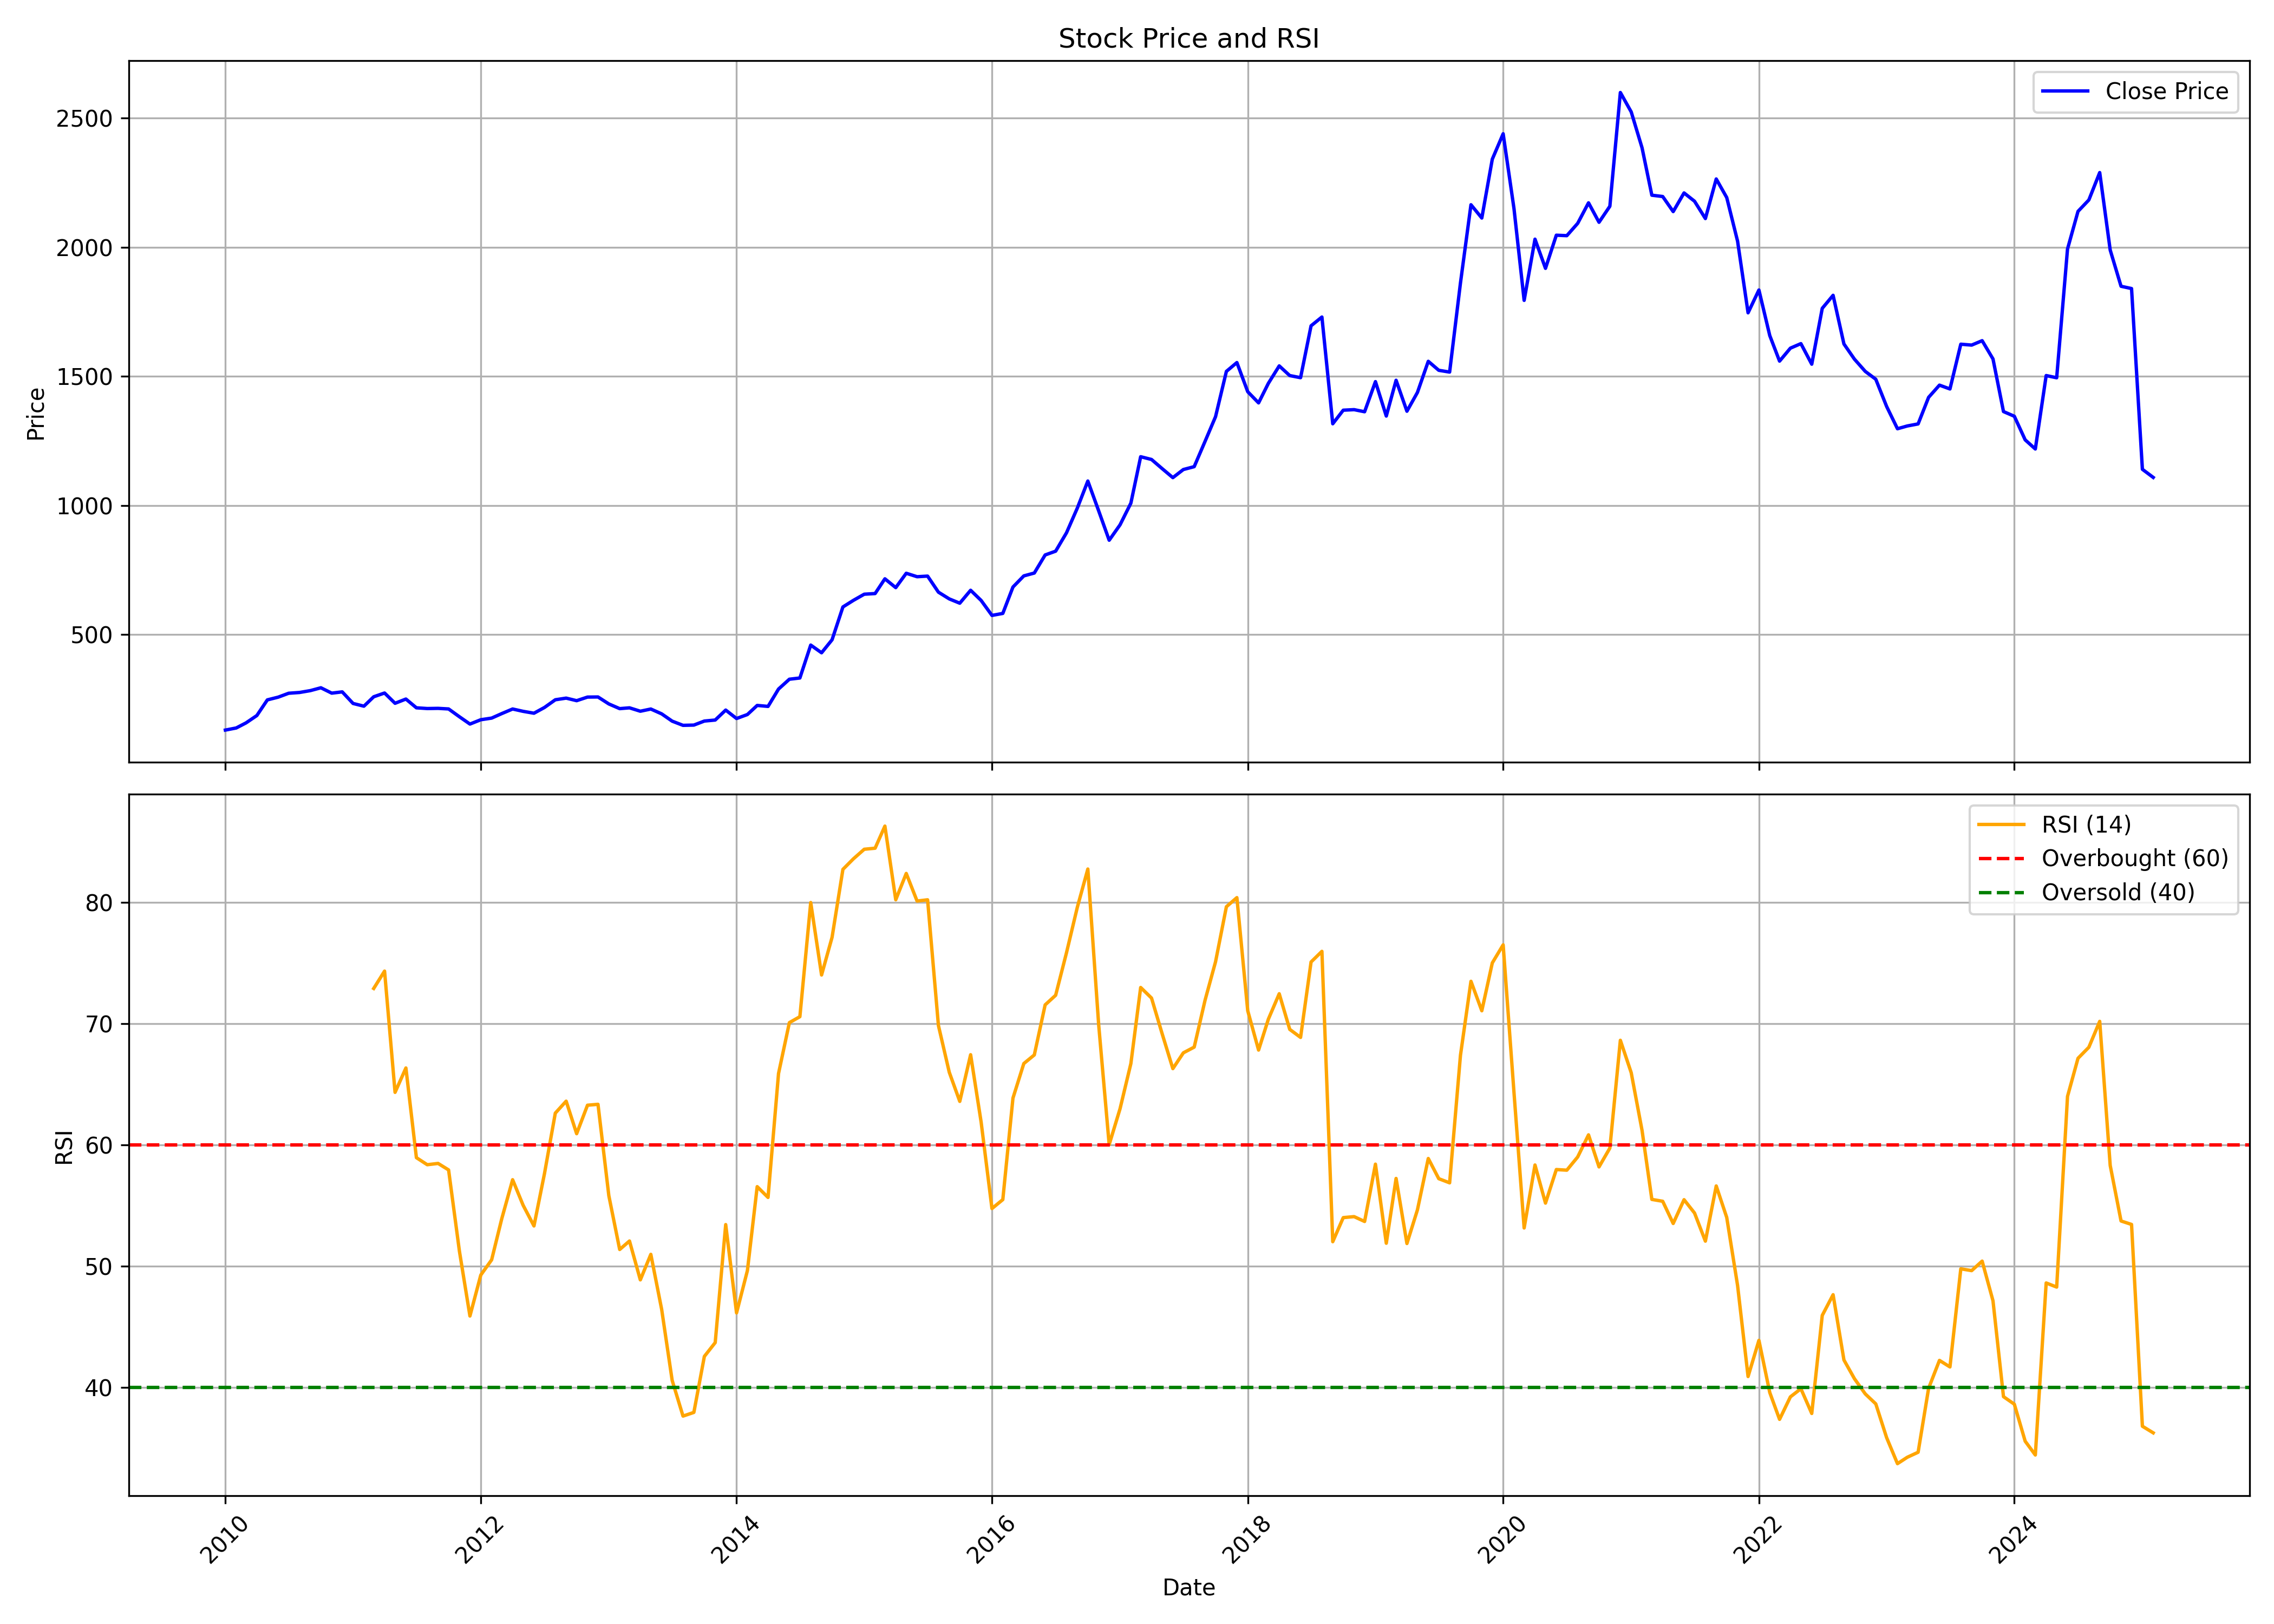 Stock Price and RSI
Close Price
2500
2000
1500
1000
500
Price
RSI (14)
Overbought (60)
Oversold (40)
80
70
60
50
40
RSI
2010
2012
2014
2016
2018
2020
2022
2024
Date